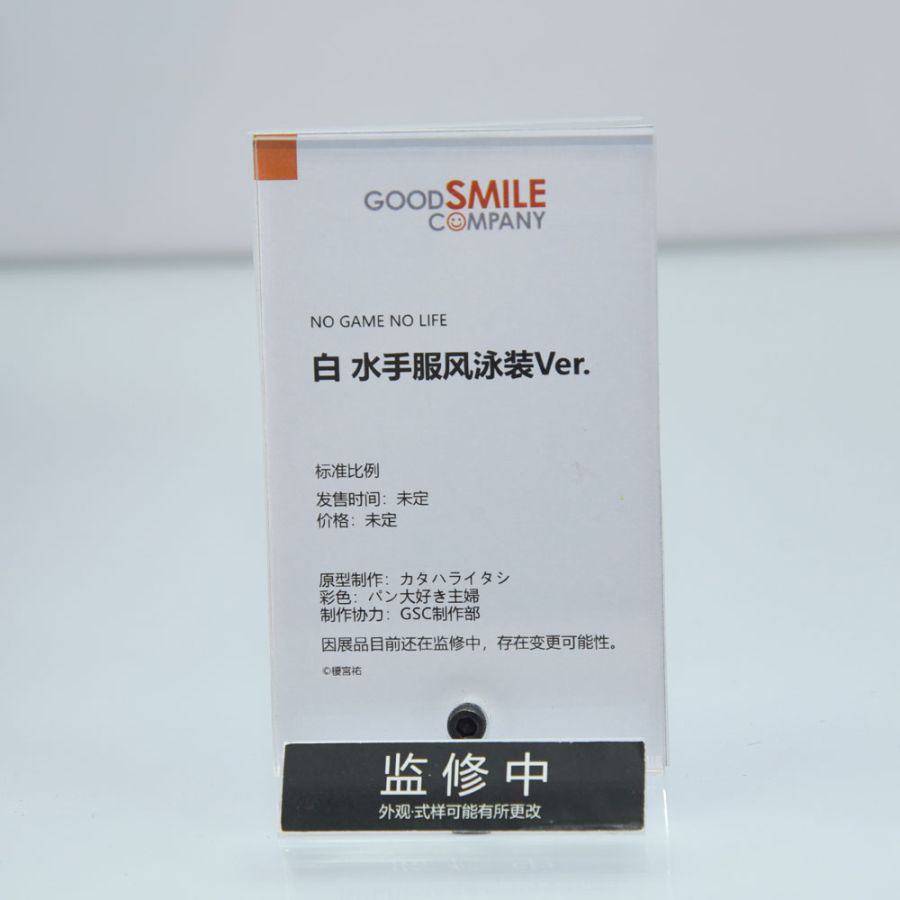 GOODSMILE
COMPANY
NO GAME NO LIFE
白 水手服风泳装Ver.
标准比例
发售时间：未定
价格：未定
原型制作：カタハライタシ
彩色：パン大好き主婦
制作协力：GSC制作部
因展品目前还在监修中，存在变更可能性。
©榎宮祐
监修中
外观·式样可能有所更改